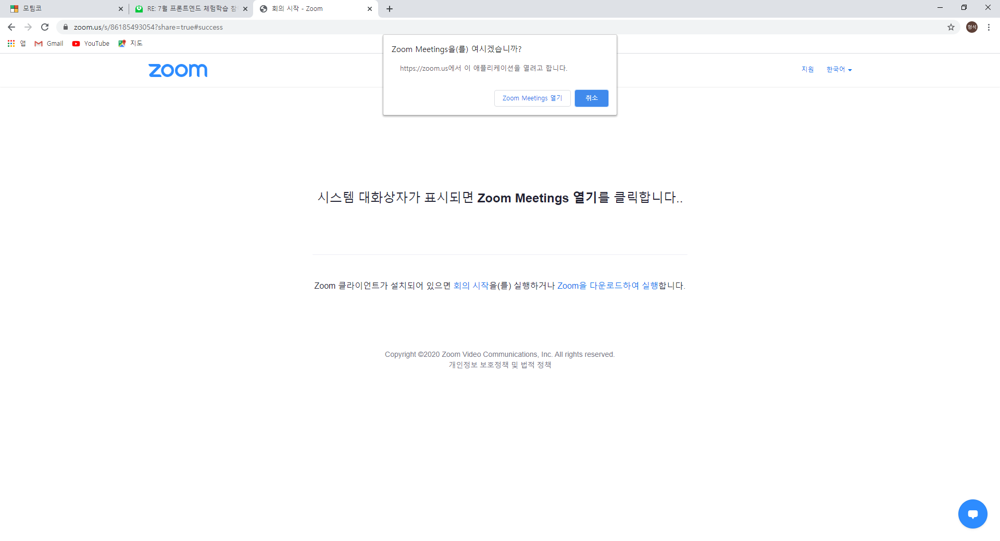 모팀코
RE: 7월 프론트엔드 체험학습 참
회의 시작 - Zoom
zoom.us/s/86185493054?share=true#success
형석
앱
Gmail
YouTube
지도
Zoom Meetings을(를) 여시겠습니까?
https://zoom.us에서 이 애플리케이션을 열려고 합니다.
Zoom Meetings 열기
취소
zoom
지원
한국어
시스템 대화상자가 표시되면 Zoom Meetings 열기를 클릭합니다..
Zoom 클라이언트가 설치되어 있으면 회의 시작을(를) 실행하거나 Zoom을 다운로드하여 실행합니다.
Copyright ©2020 Zoom Video Communications, Inc. All rights reserved.
개인정보 보호정책 및 법적 정책